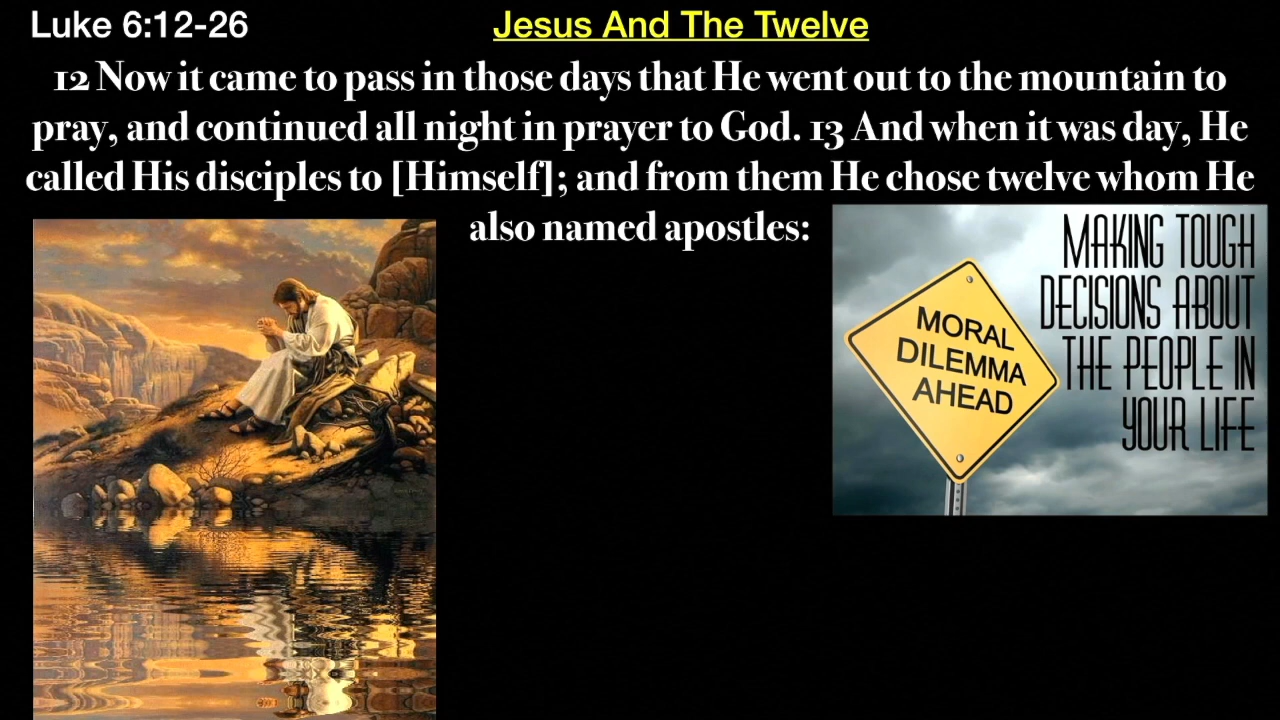 Luke 6:12-26
Jesus And The Twelve
12 Now it came to pass in those days that He went out to the mountain to
pray, and continued all night in prayer to God. 13 And when it was day, He
called His disciples to [Himself]; and from them He chose twelve whom He
also named apostles:
MAKING TOUGH
DECISIONS ABOUT
THE PEOPLE IN
YOUR LIFE
MORAL
DILEMMA
AHEAD